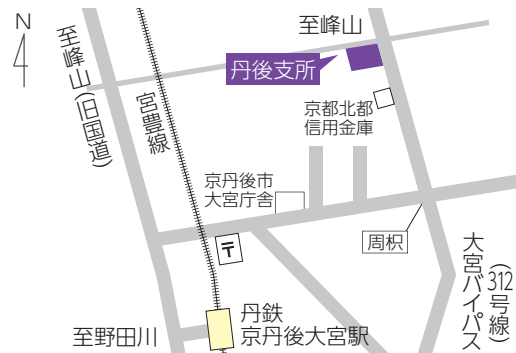 N
至峰山
至峰山(旧国道)
宮豊線
丹後支所
京都北都
信用金庫
京丹後市
大宮庁舎
〒
周枳
大宮バイパス
(312号線)
丹鉄
京丹後大宮駅
至野田川